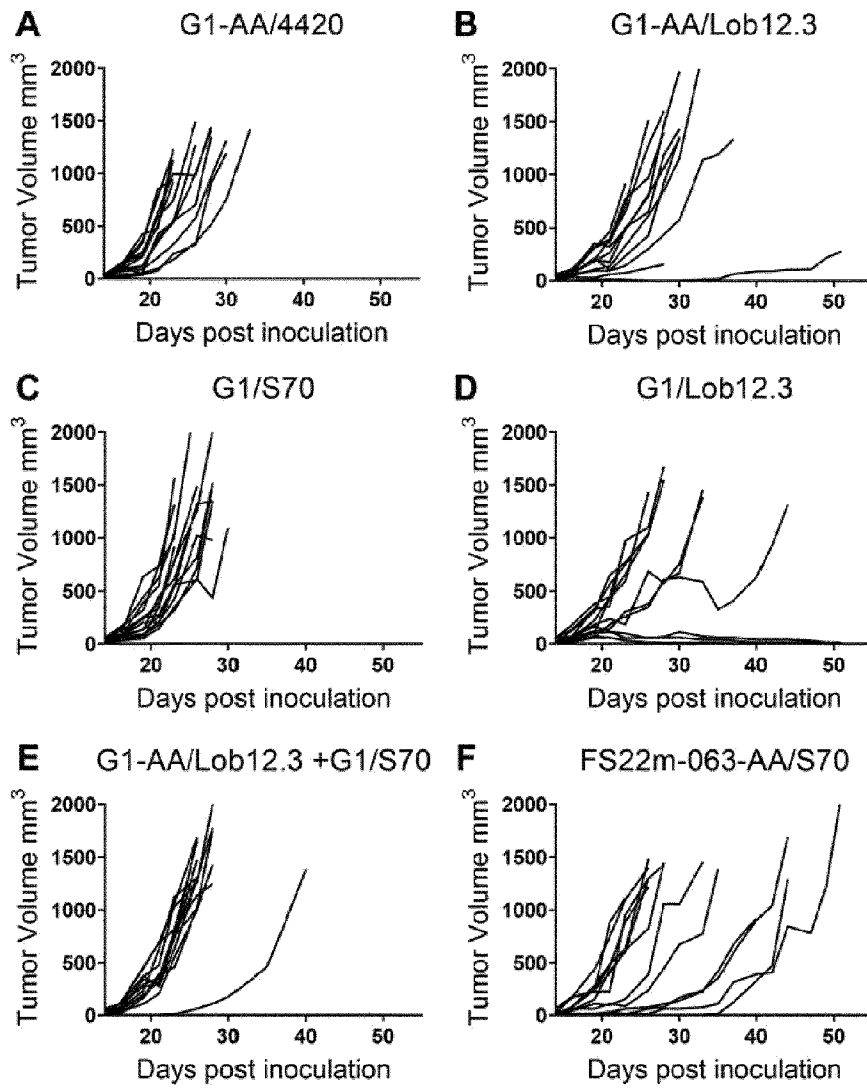 A G1-AA/4420
Tumor Volume mm³
2000
1500
1000
500
0
20 30 40 50
Days post inoculation
B G1-AA/Lob12.3
Tumor Volume mm³
2000
1500
1000
500
0
20 30 40 50
Days post inoculation
C G1/S70
Tumor Volume mm³
2000
1500
1000
500
0
20 30 40 50
Days post inoculation
D G1/Lob12.3
Tumor Volume mm³
2000
1500
1000
500
0
20 30 40 50
Days post inoculation
E G1-AA/Lob12.3 +G1/S70
Tumor Volume mm³
2000
1500
1000
500
0
20 30 40 50
Days post inoculation
F FS22m-063-AA/S70
Tumor Volume mm³
2000
1500
1000
500
0
20 30 40 50
Days post inoculation